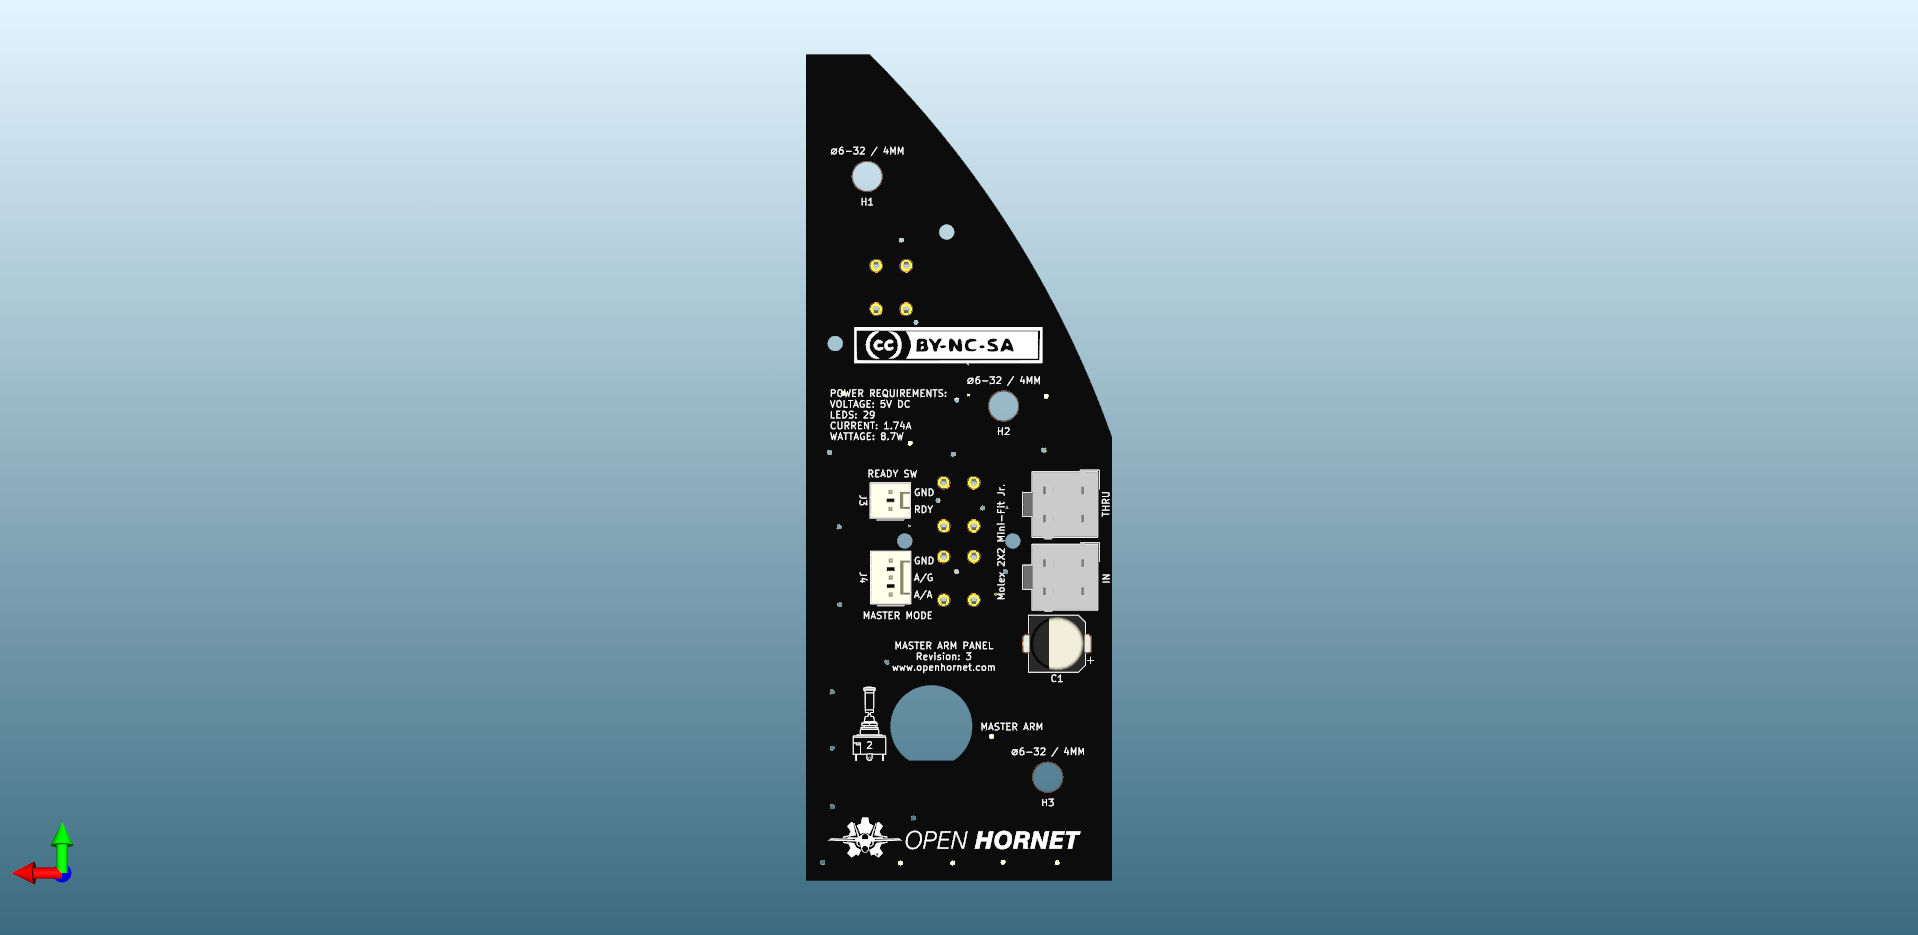 ø6-32 / 4MM
H1
cc BY-NC-SA
ø6-32 / 4MM
H2
POWER REQUIREMENTS:
VOLTAGE: 5V DC
LEDS: 29
CURRENT: 1.74A
WATTAGE: 8.7W
READY SW
J3
GND
RDY
Molex 2X2 Mini-Fit Jr.
THRU
J4
GND
A/G
A/A
IN
MASTER MODE
MASTER ARM PANEL
Revision: 3
www.openhornet.com
+
C1
MASTER ARM
2
ø6-32 / 4MM
H3
OPEN HORNET